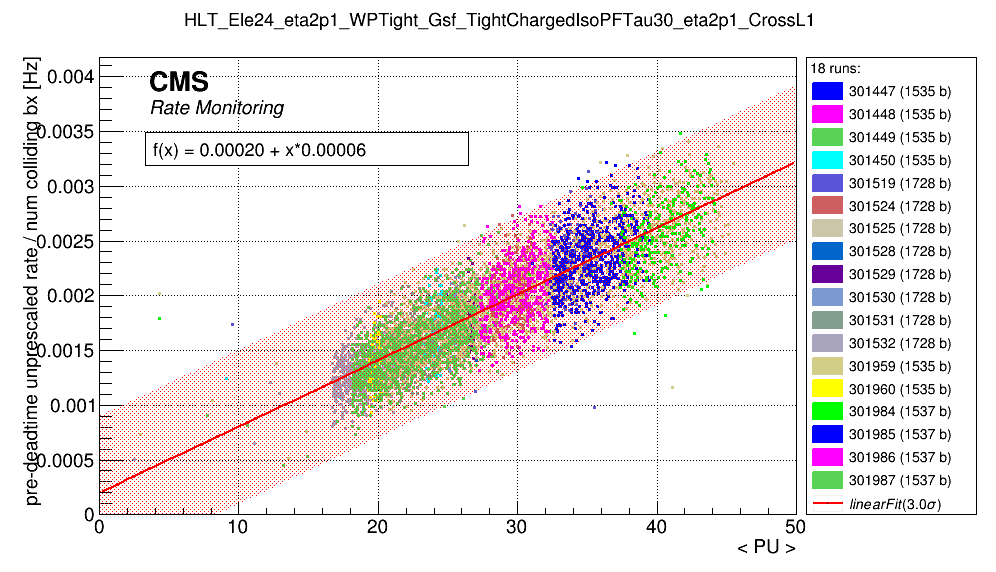 HLT_Ele24_eta2p1_WPTight_Gsf_TightChargedIsoPFTau30_eta2p1_CrossL1
pre-deadtime unprescaled rate / num colliding bx [Hz]
0.004
0.0035
0.003
0.0025
0.002
0.0015
0.001
0.0005
0
CMS
Rate Monitoring
f(x) = 0.00020 + x*0.00006
0 10 20 30 40 50
< PU >
18 runs:
301447 (1535 b)
301448 (1535 b)
301449 (1535 b)
301450 (1535 b)
301519 (1728 b)
301524 (1728 b)
301525 (1728 b)
301528 (1728 b)
301529 (1728 b)
301530 (1728 b)
301531 (1728 b)
301532 (1728 b)
301959 (1535 b)
301960 (1535 b)
301984 (1537 b)
301985 (1537 b)
301986 (1537 b)
301987 (1537 b)
linearFit(3.0σ)